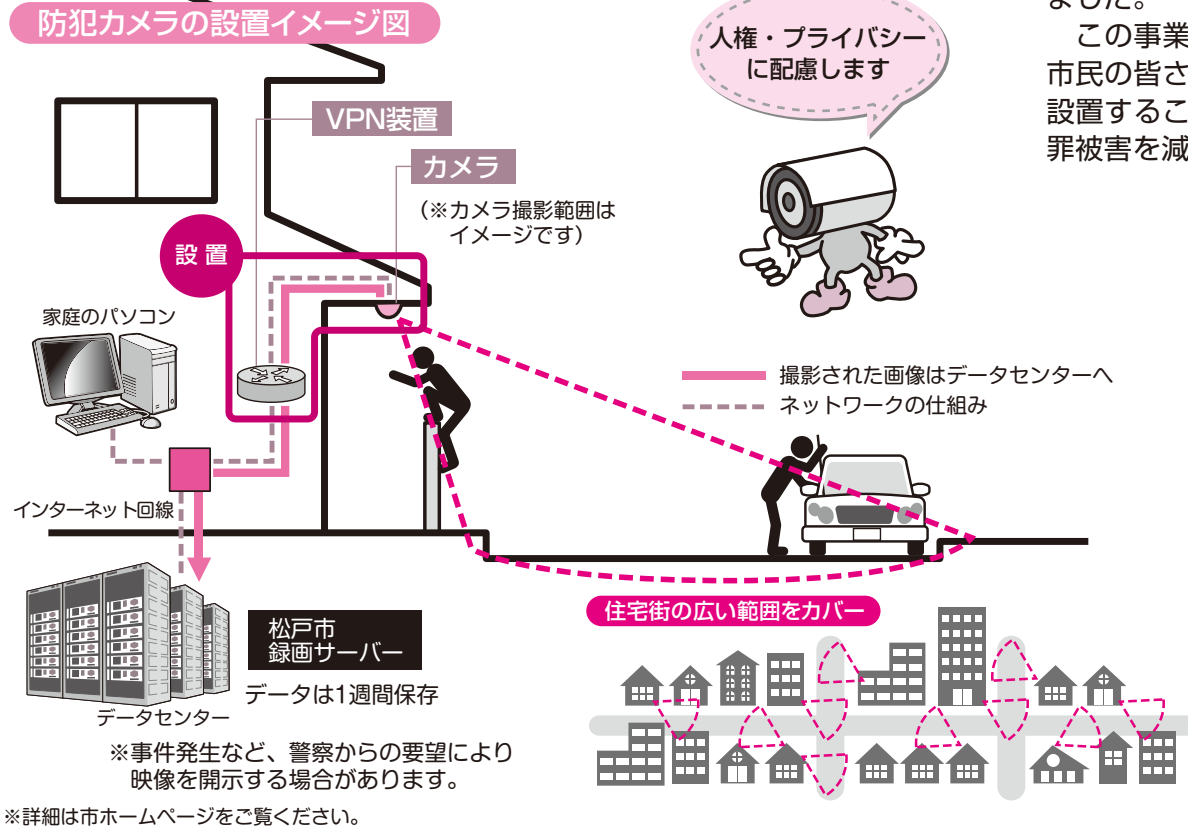 防犯カメラの設置イメージ図
人権・プライバシー
に配慮します
ました。
この事業
市民の皆さ
設置するこ
罪被害を減
VPN装置
カメラ
(※カメラ撮影範囲は
イメージです)
設置
家庭のパソコン
撮影された画像はデータセンターへ
ネットワークの仕組み
インターネット回線
松戸市
録画サーバー
データは1週間保存
データセンター
※事件発生など、警察からの要望により
映像を開示する場合があります。
※詳細は市ホームページをご覧ください。
住宅街の広い範囲をカバー